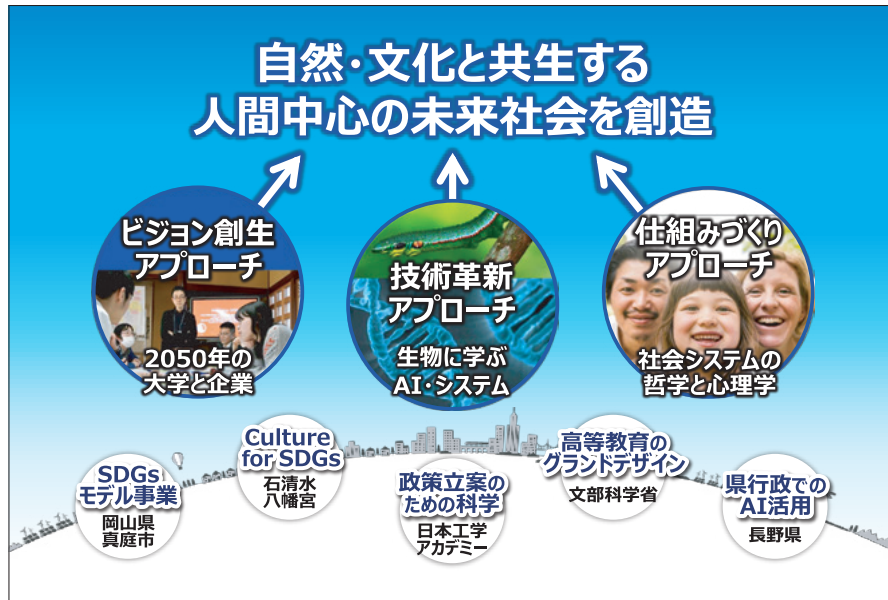 自然・文化と共生する
人間中心の未来社会を創造
ビジョン創生
アプローチ
2050年の
大学と企業
技術革新
アプローチ
生物に学ぶ
AI・システム
仕組みづくり
アプローチ
社会システムの
哲学と心理学
SDGs
モデル事業
岡山県
真庭市
Culture
for SDGs
石清水
八幡宮
政策立案の
ための科学
日本工学
アカデミー
高等教育の
グランドデザイン
文部科学省
県行政での
AI活用
長野県